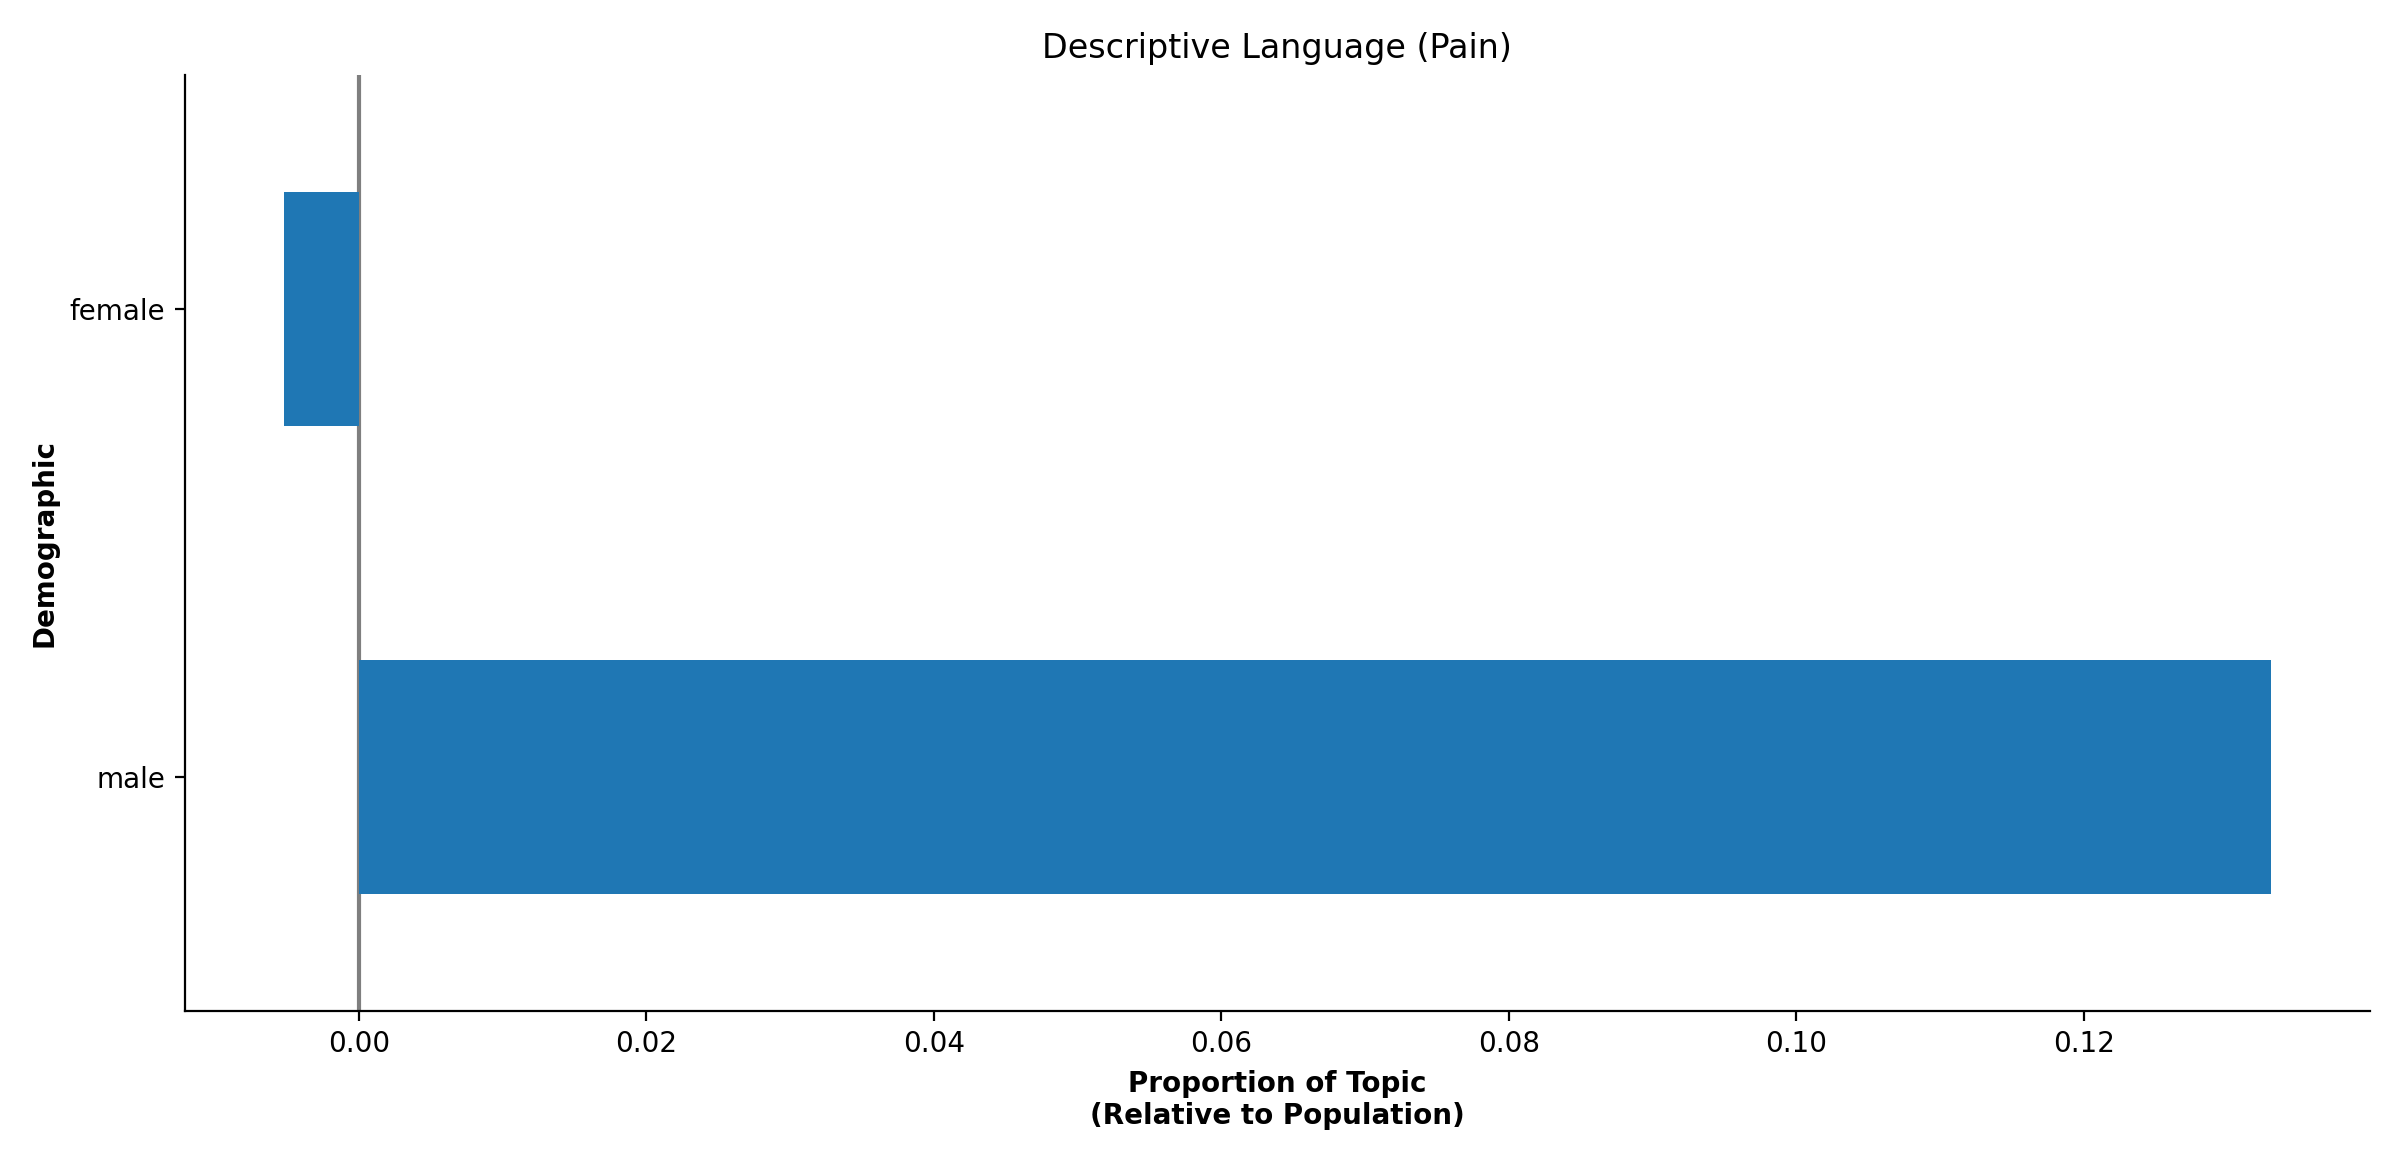 Descriptive Language (Pain)
Demographic
female
male
0.00 0.02 0.04 0.06 0.08 0.10 0.12
Proportion of Topic
(Relative to Population)